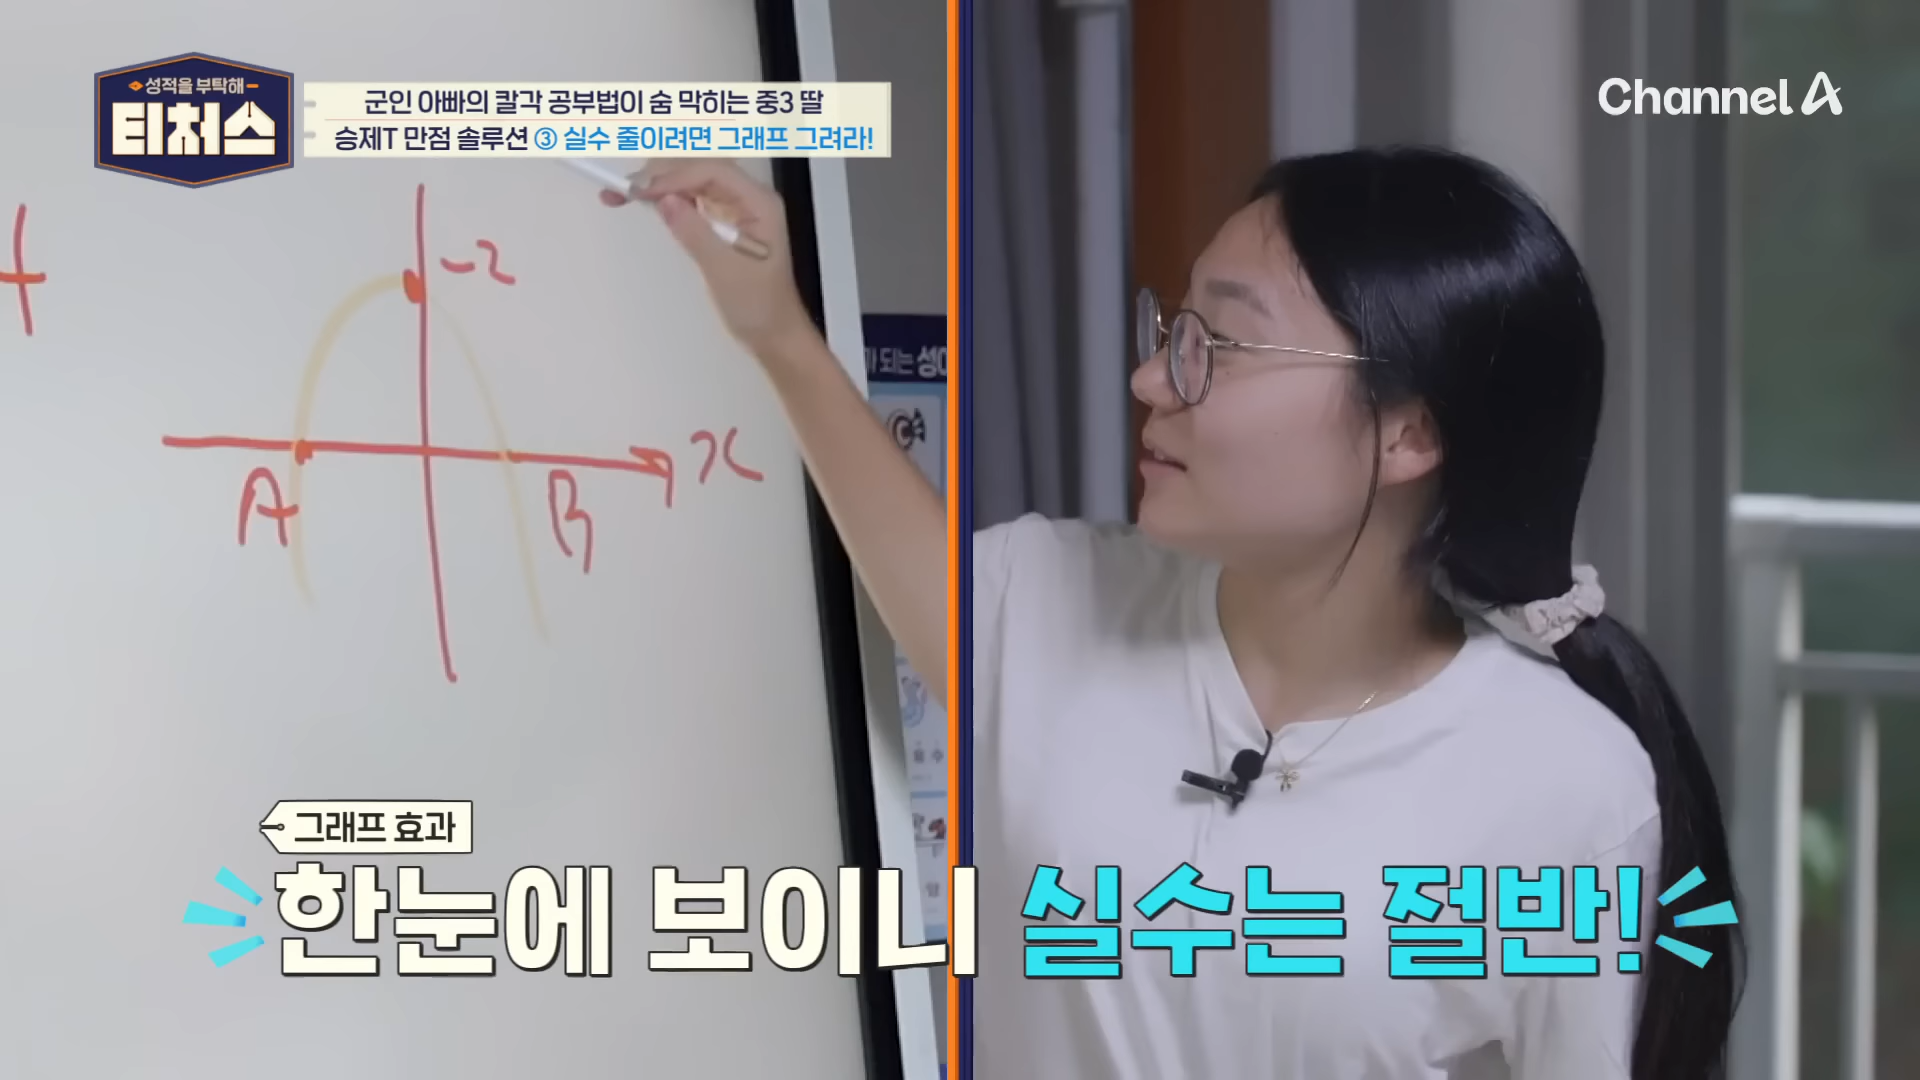 성적을 부탁해
티처스
군인 아빠의 칼각 공부법이 숨 막히는 중3 딸
승제T 만점 솔루션 ③ 실수 줄이려면 그래프 그려라!
Channel A
-2
x
A
B
되는 성
그래프 효과
한눈에 보이니 실수는 절반!